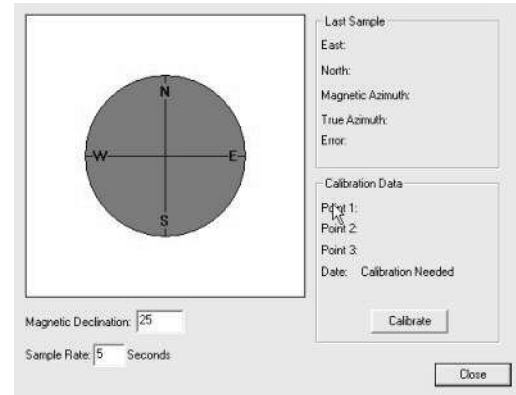 N
W E
S
Magnetic Declination: 25
Sample Rate: 5 Seconds
Last Sample
East:
North:
Magnetic Azimuth:
True Azimuth:
Error:
Calibration Data
Point 1:
Point 2:
Point 3:
Date: Calibration Needed
Calibrate
Close